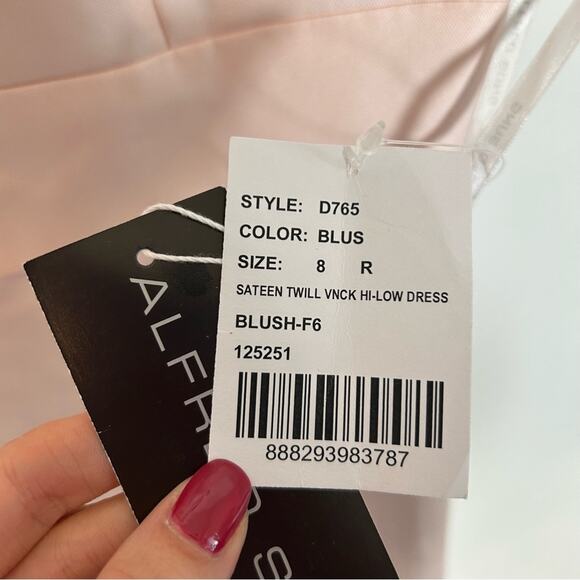 STYLE: D765
COLOR: BLUS
SIZE: 8 R
SATEEN TWILL VNCK HI-LOW DRESS
BLUSH-F6
125251
888293983787
ALFR
S